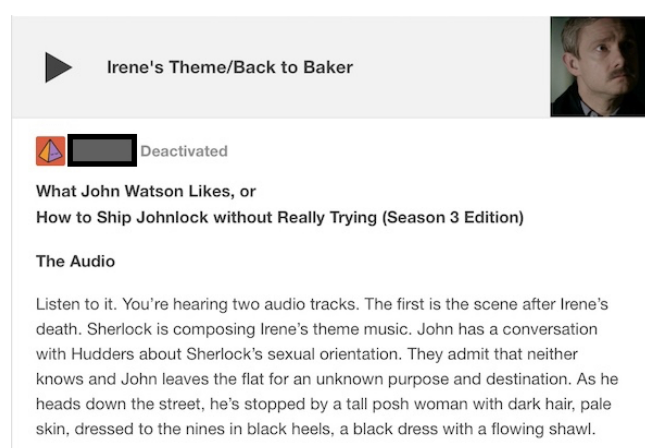 Irene's Theme/Back to Baker
Deactivated
What John Watson Likes, or
How to Ship Johnlock without Really Trying (Season 3 Edition)
The Audio
Listen to it. You’re hearing two audio tracks. The first is the scene after Irene’s
death. Sherlock is composing Irene’s theme music. John has a conversation
with Hudders about Sherlock’s sexual orientation. They admit that neither
knows and John leaves the flat for an unknown purpose and destination. As he
heads down the street, he’s stopped by a tall posh woman with dark hair, pale
skin, dressed to the nines in black heels, a black dress with a flowing shawl.